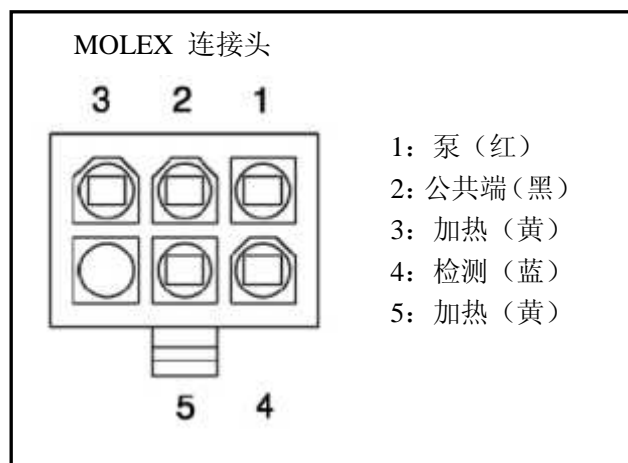 MOLEX 连接头
3 2 1
1：泵（红）
2：公共端（黑）
3：加热（黄）
4：检测（蓝）
5：加热（黄）
5 4